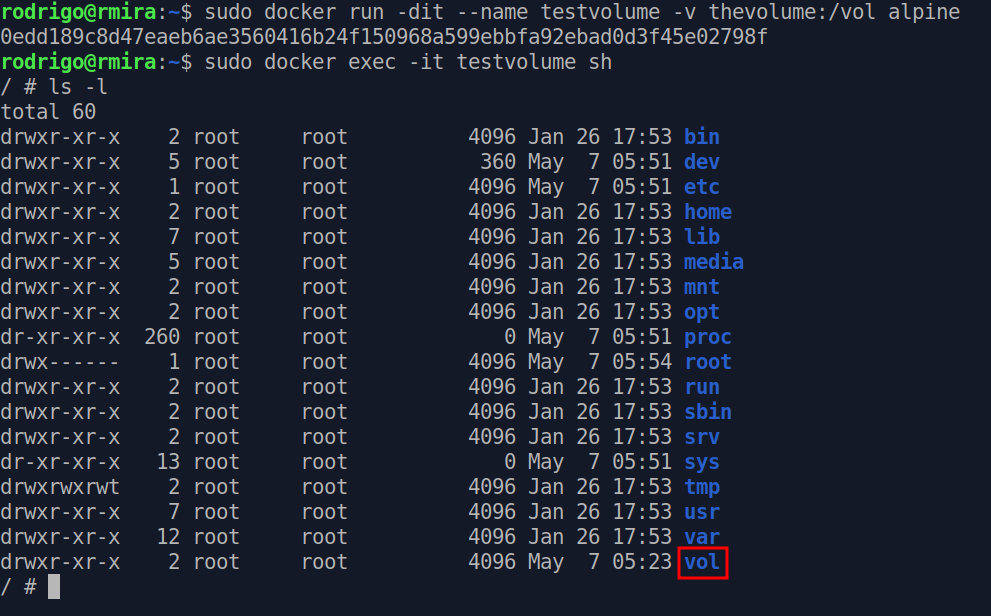 rodrigo@rmira:~$ sudo docker run -dit --name testvolume -v thevolume:/vol alpine
0edd189c8d47eaeb6ae3560416b24f150968a599ebbfa92ebad0d3f45e02798f
rodrigo@rmira:~$ sudo docker exec -it testvolume sh
/ # ls -l
total 60
drwxr-xr-x    2 root     root          4096 Jan 26 17:53 bin
drwxr-xr-x    5 root     root           360 May  7 05:51 dev
drwxr-xr-x    1 root     root          4096 May  7 05:51 etc
drwxr-xr-x    2 root     root          4096 Jan 26 17:53 home
drwxr-xr-x    7 root     root          4096 Jan 26 17:53 lib
drwxr-xr-x    5 root     root          4096 Jan 26 17:53 media
drwxr-xr-x    2 root     root          4096 Jan 26 17:53 mnt
drwxr-xr-x    2 root     root          4096 Jan 26 17:53 opt
dr-xr-xr-x  260 root     root             0 May  7 05:51 proc
drwx------    1 root     root          4096 May  7 05:54 root
drwxr-xr-x    2 root     root          4096 Jan 26 17:53 run
drwxr-xr-x    2 root     root          4096 Jan 26 17:53 sbin
drwxr-xr-x    2 root     root          4096 Jan 26 17:53 srv
dr-xr-xr-x   13 root     root             0 May  7 05:51 sys
drwxrwxrwt    2 root     root          4096 Jan 26 17:53 tmp
drwxr-xr-x    7 root     root          4096 Jan 26 17:53 usr
drwxr-xr-x   12 root     root          4096 Jan 26 17:53 var
drwxr-xr-x    2 root     root          4096 May  7 05:23 vol
/ #